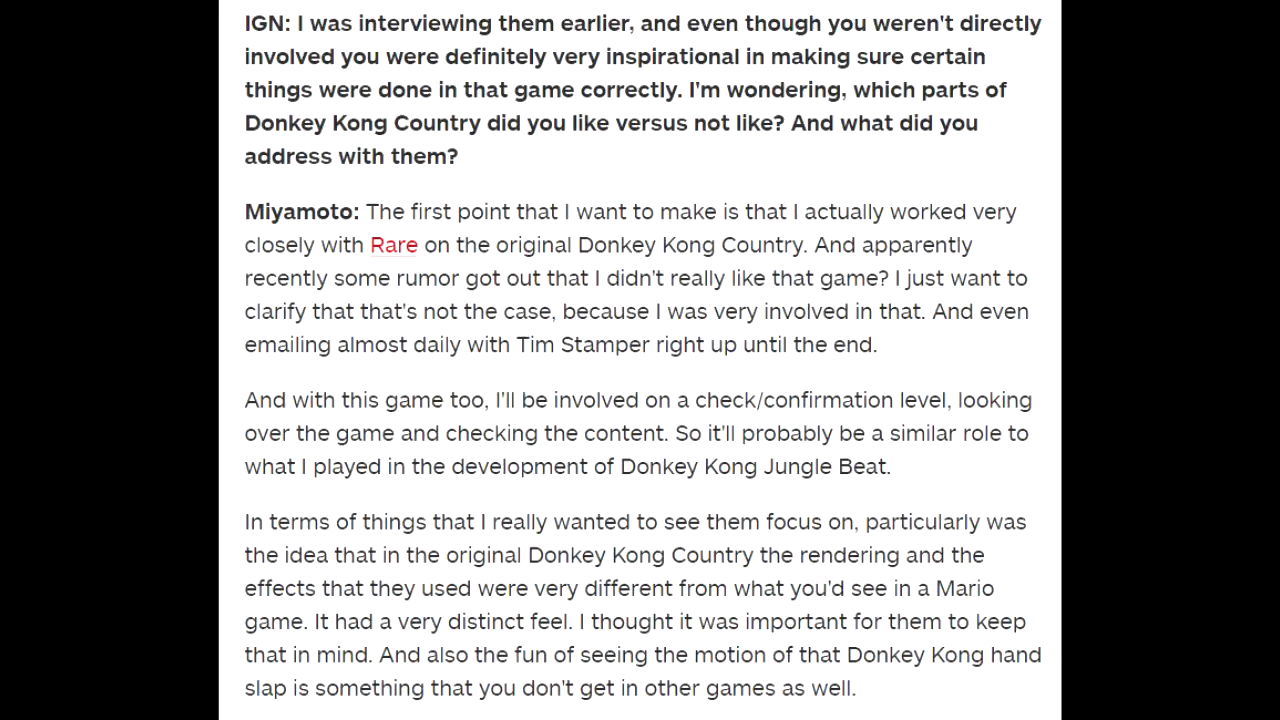 IGN: I was interviewing them earlier, and even though you weren't directly
involved you were definitely very inspirational in making sure certain
things were done in that game correctly. I'm wondering, which parts of
Donkey Kong Country did you like versus not like? And what did you
address with them?
Miyamoto: The first point that I want to make is that I actually worked very
closely with Rare on the original Donkey Kong Country. And apparently
recently some rumor got out that I didn't really like that game? I just want to
clarify that that's not the case, because I was very involved in that. And even
emailing almost daily with Tim Stamper right up until the end.
And with this game too, I'll be involved on a check/confirmation level, looking
over the game and checking the content. So it'll probably be a similar role to
what I played in the development of Donkey Kong Jungle Beat.
In terms of things that I really wanted to see them focus on, particularly was
the idea that in the original Donkey Kong Country the rendering and the
effects that they used were very different from what you'd see in a Mario
game. It had a very distinct feel. I thought it was important for them to keep
that in mind. And also the fun of seeing the motion of that Donkey Kong hand
slap is something that you don't get in other games as well.